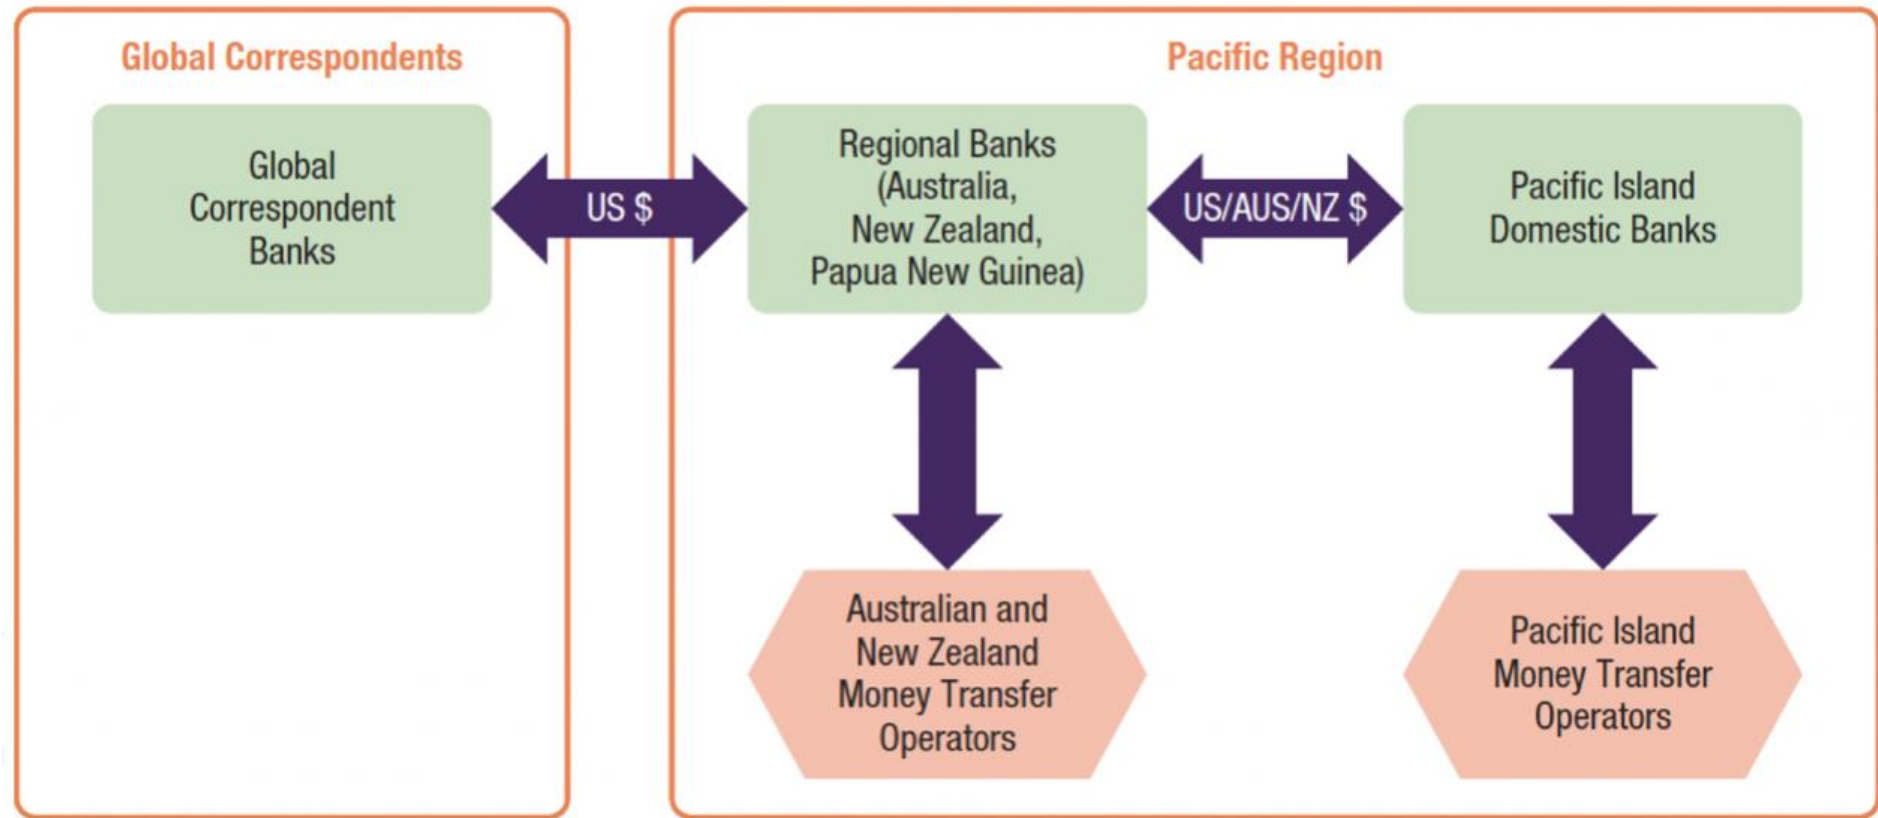 Global Correspondents
Global
Correspondent
Banks
US $
Pacific Region
Regional Banks
(Australia,
New Zealand,
Papua New Guinea)
US/AUS/NZ $
Pacific Island
Domestic Banks
Australian and
New Zealand
Money Transfer
Operators
Pacific Island
Money Transfer
Operators